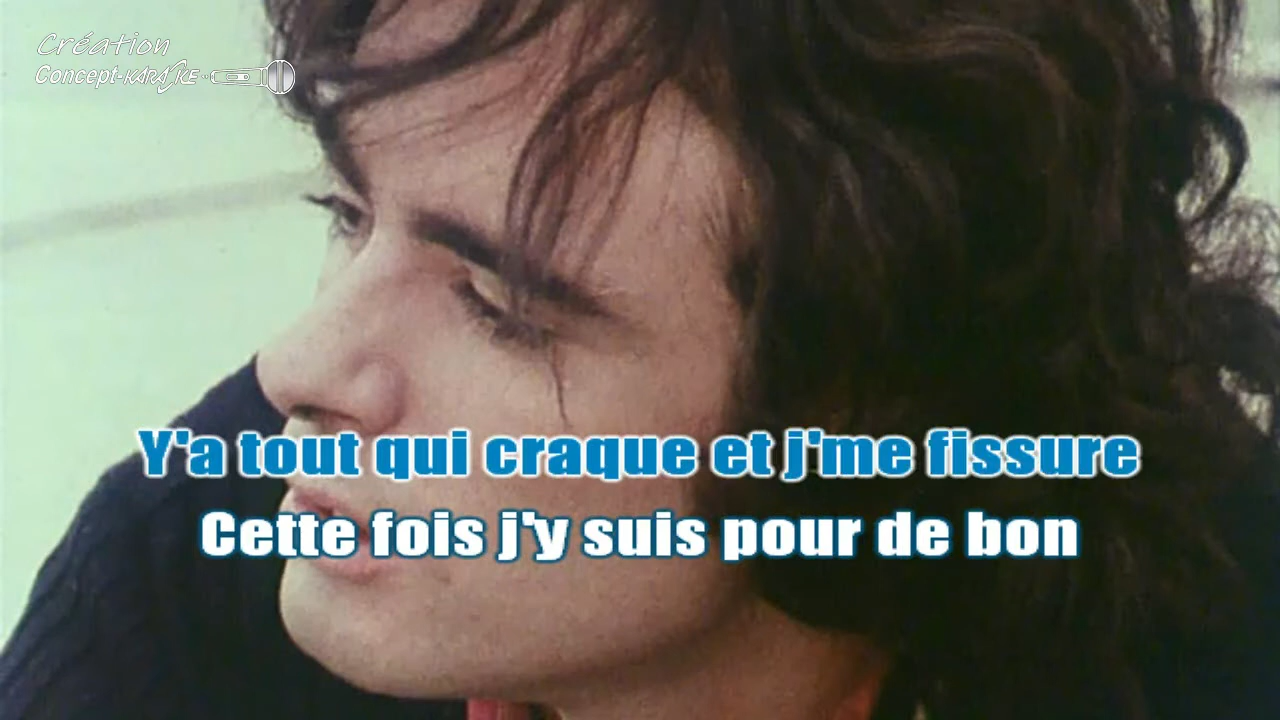 Création
Concept-KARAOKE
Y'a tout qui craque et j'me fissure
Cette fois j'y suis pour de bon